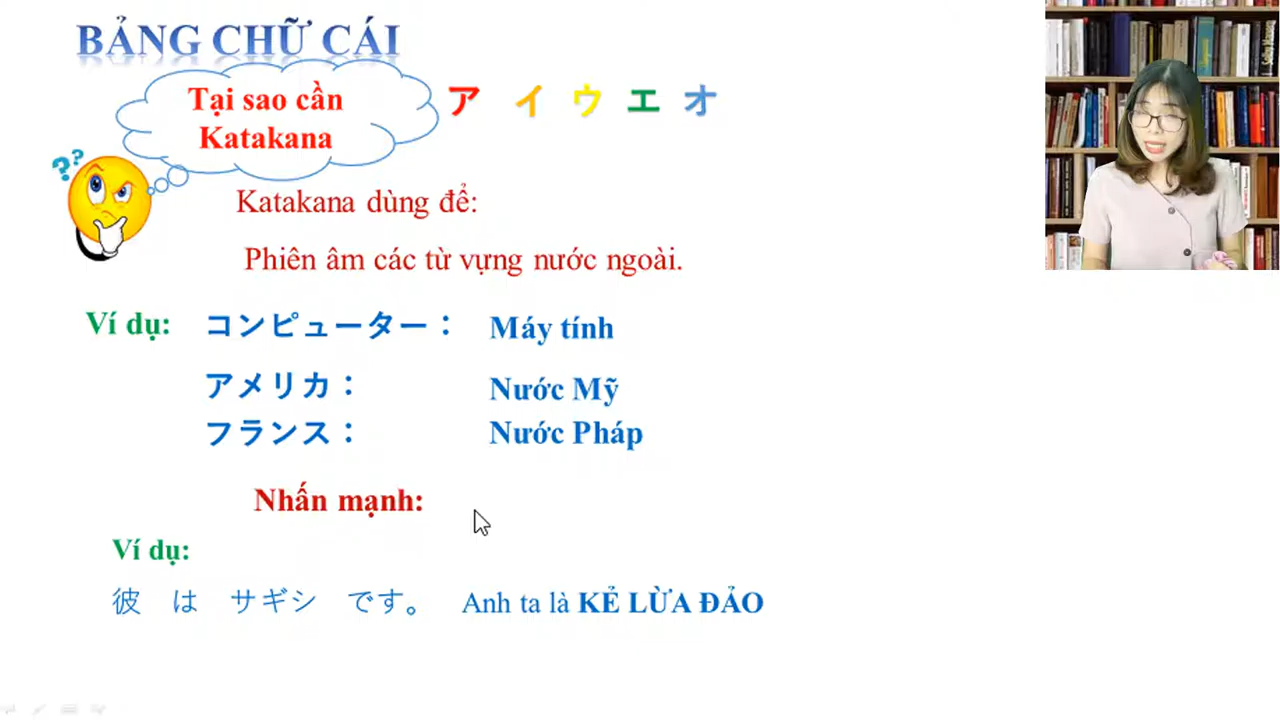 BẢNG CHỮ CÁI
Tại sao cần
Katakana
ア イ ウ エ オ
? ?
Katakana dùng để:
Phiên âm các từ vựng nước ngoài.
Ví dụ: コンピューター： Máy tính
アメリカ： Nước Mỹ
フランス： Nước Pháp
Nhấn mạnh:
Ví dụ:
彼 は サギシ です。 Anh ta là KẺ LỪA ĐẢO